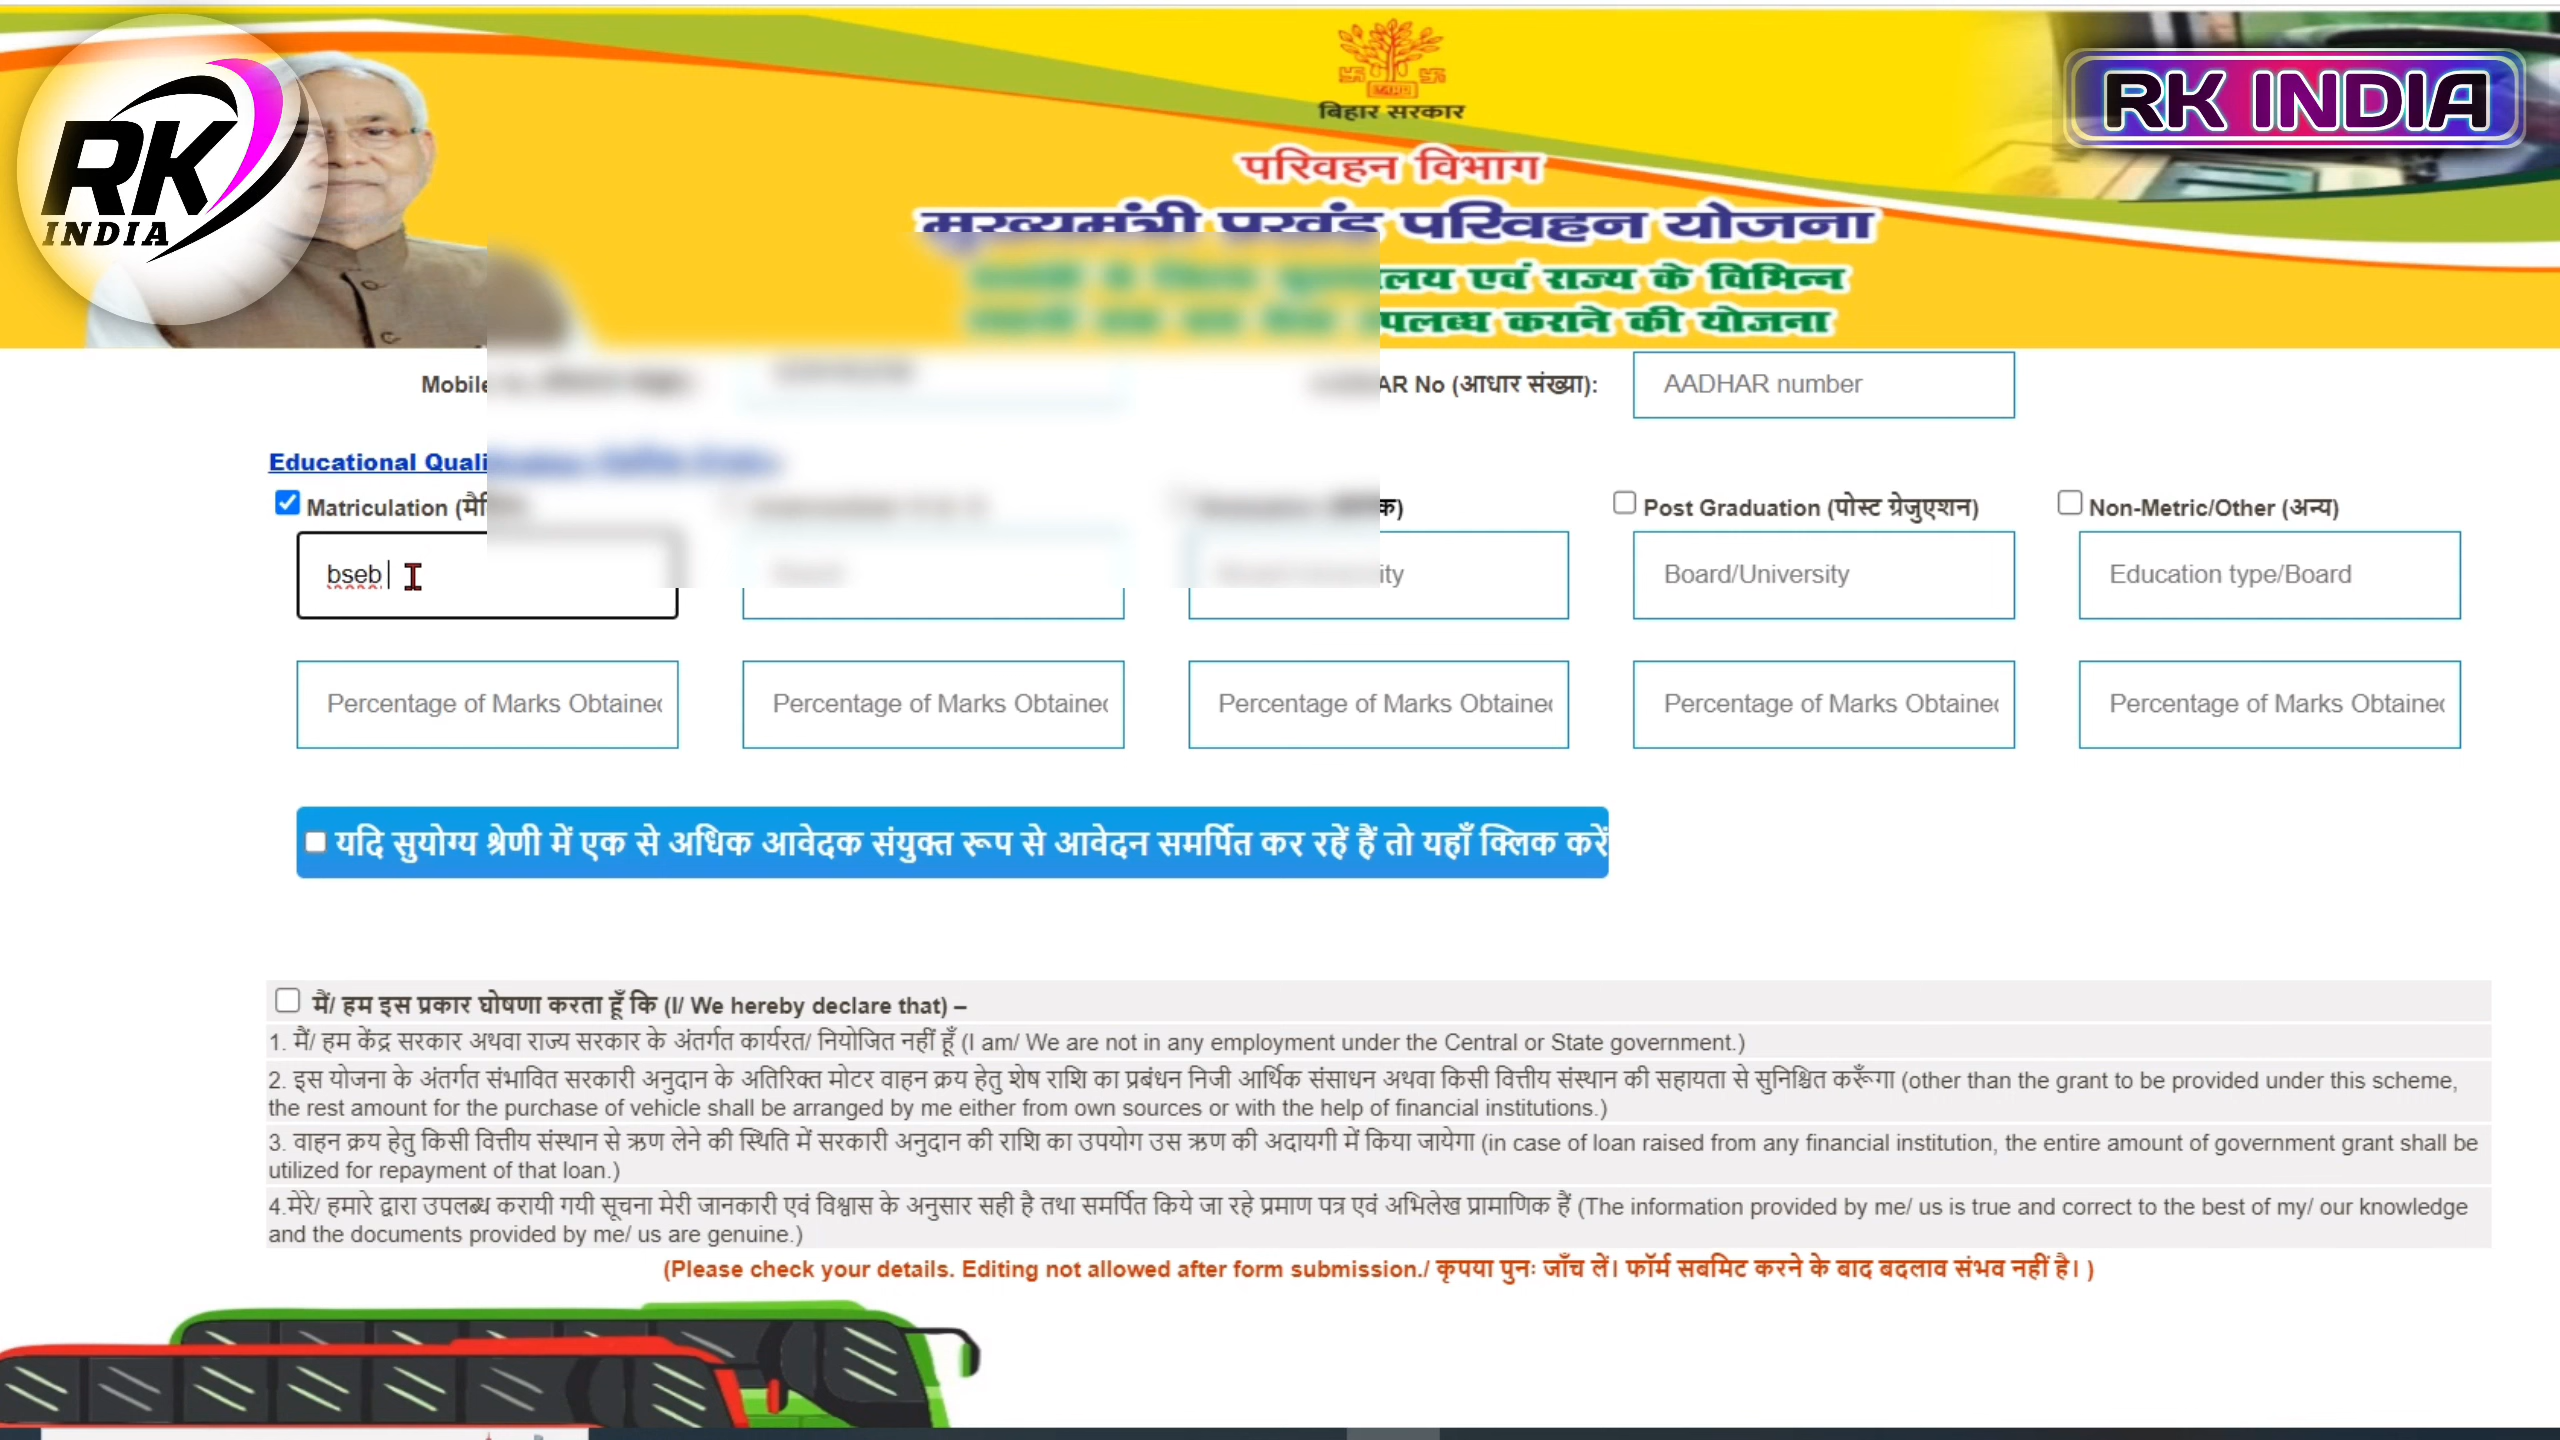 RK
INDIA
RK INDIA
बिहार सरकार
परिवहन विभाग
मुख्यमंत्री प्रखंड परिवहन योजना
एवं राज्य के विभिन्न
कराने की योजना
Mobile
No (आधार संख्या):
AADHAR number
Educational
Matriculation
Post Graduation (पोस्ट ग्रेजुएशन)
Non-Metric/Other (अन्य)
bseb
Board/University
Education type/Board
Percentage of Marks Obtained
Percentage of Marks Obtained
Percentage of Marks Obtained
Percentage of Marks Obtained
Percentage of Marks Obtained
यदि सुयोग्य श्रेणी में एक से अधिक आवेदक संयुक्त रूप से आवेदन समर्पित कर रहें हैं तो यहाँ क्लिक करें
मैं/ हम इस प्रकार घोषणा करता हूँ कि (I/ We hereby declare that) –
1. मैं/ हम केंद्र सरकार अथवा राज्य सरकार के अंतर्गत कार्यरत/ नियोजित नहीं हूँ (I am/ We are not in any employment under the Central or State government.)
2. इस योजना के अंतर्गत संभावित सरकारी अनुदान के अतिरिक्त मोटर वाहन क्रय हेतु शेष राशि का प्रबंधन निजी आर्थिक संसाधन अथवा किसी वित्तीय संस्थान की सहायता से सुनिश्चित करूँगा (other than the grant to be provided under this scheme,
the rest amount for the purchase of vehicle shall be arranged by me either from own sources or with the help of financial institutions.)
3. वाहन क्रय हेतु किसी वित्तीय संस्थान से ऋण लेने की स्थिति में सरकारी अनुदान की राशि का उपयोग उस ऋण की अदायगी में किया जायेगा (in case of loan raised from any financial institution, the entire amount of government grant shall be
utilized for repayment of that loan.)
4.मेरे/ हमारे द्वारा उपलब्ध करायी गयी सूचना मेरी जानकारी एवं विश्वास के अनुसार सही है तथा समर्पित किये जा रहे प्रमाण पत्र एवं अभिलेख प्रामाणिक हैं (The information provided by me/ us is true and correct to the best of my/ our knowledge
and the documents provided by me/ us are genuine.)
(Please check your details. Editing not allowed after form submission./ कृपया पुनः जाँच लें। फॉर्म सबमिट करने के बाद बदलाव संभव नहीं है। )